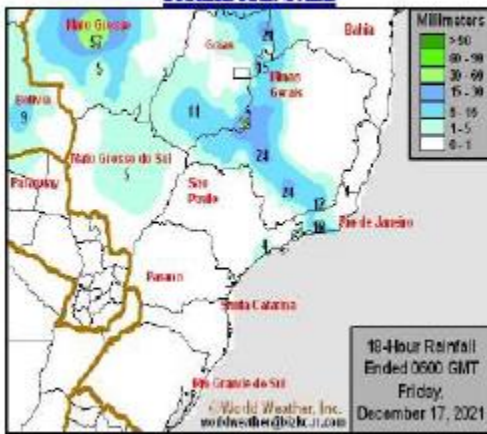 Millimeters
> 90
60 - 90
30 - 60
15 - 30
5 - 15
1 - 5
0 - 1
Mato Grosso
57
5
Goias
Bahia
Minas
Gerais
Bolivia
9
11
Mato Grosso do Sul
5
24
Paraguay
Sao
Paulo
24
12
Rio de Janeiro
Parana
Santa Catarina
Rio Grande do Sul
18-Hour Rainfall
Ended 0600 GMT
Friday,
December 17, 2021
© World Weather, Inc.